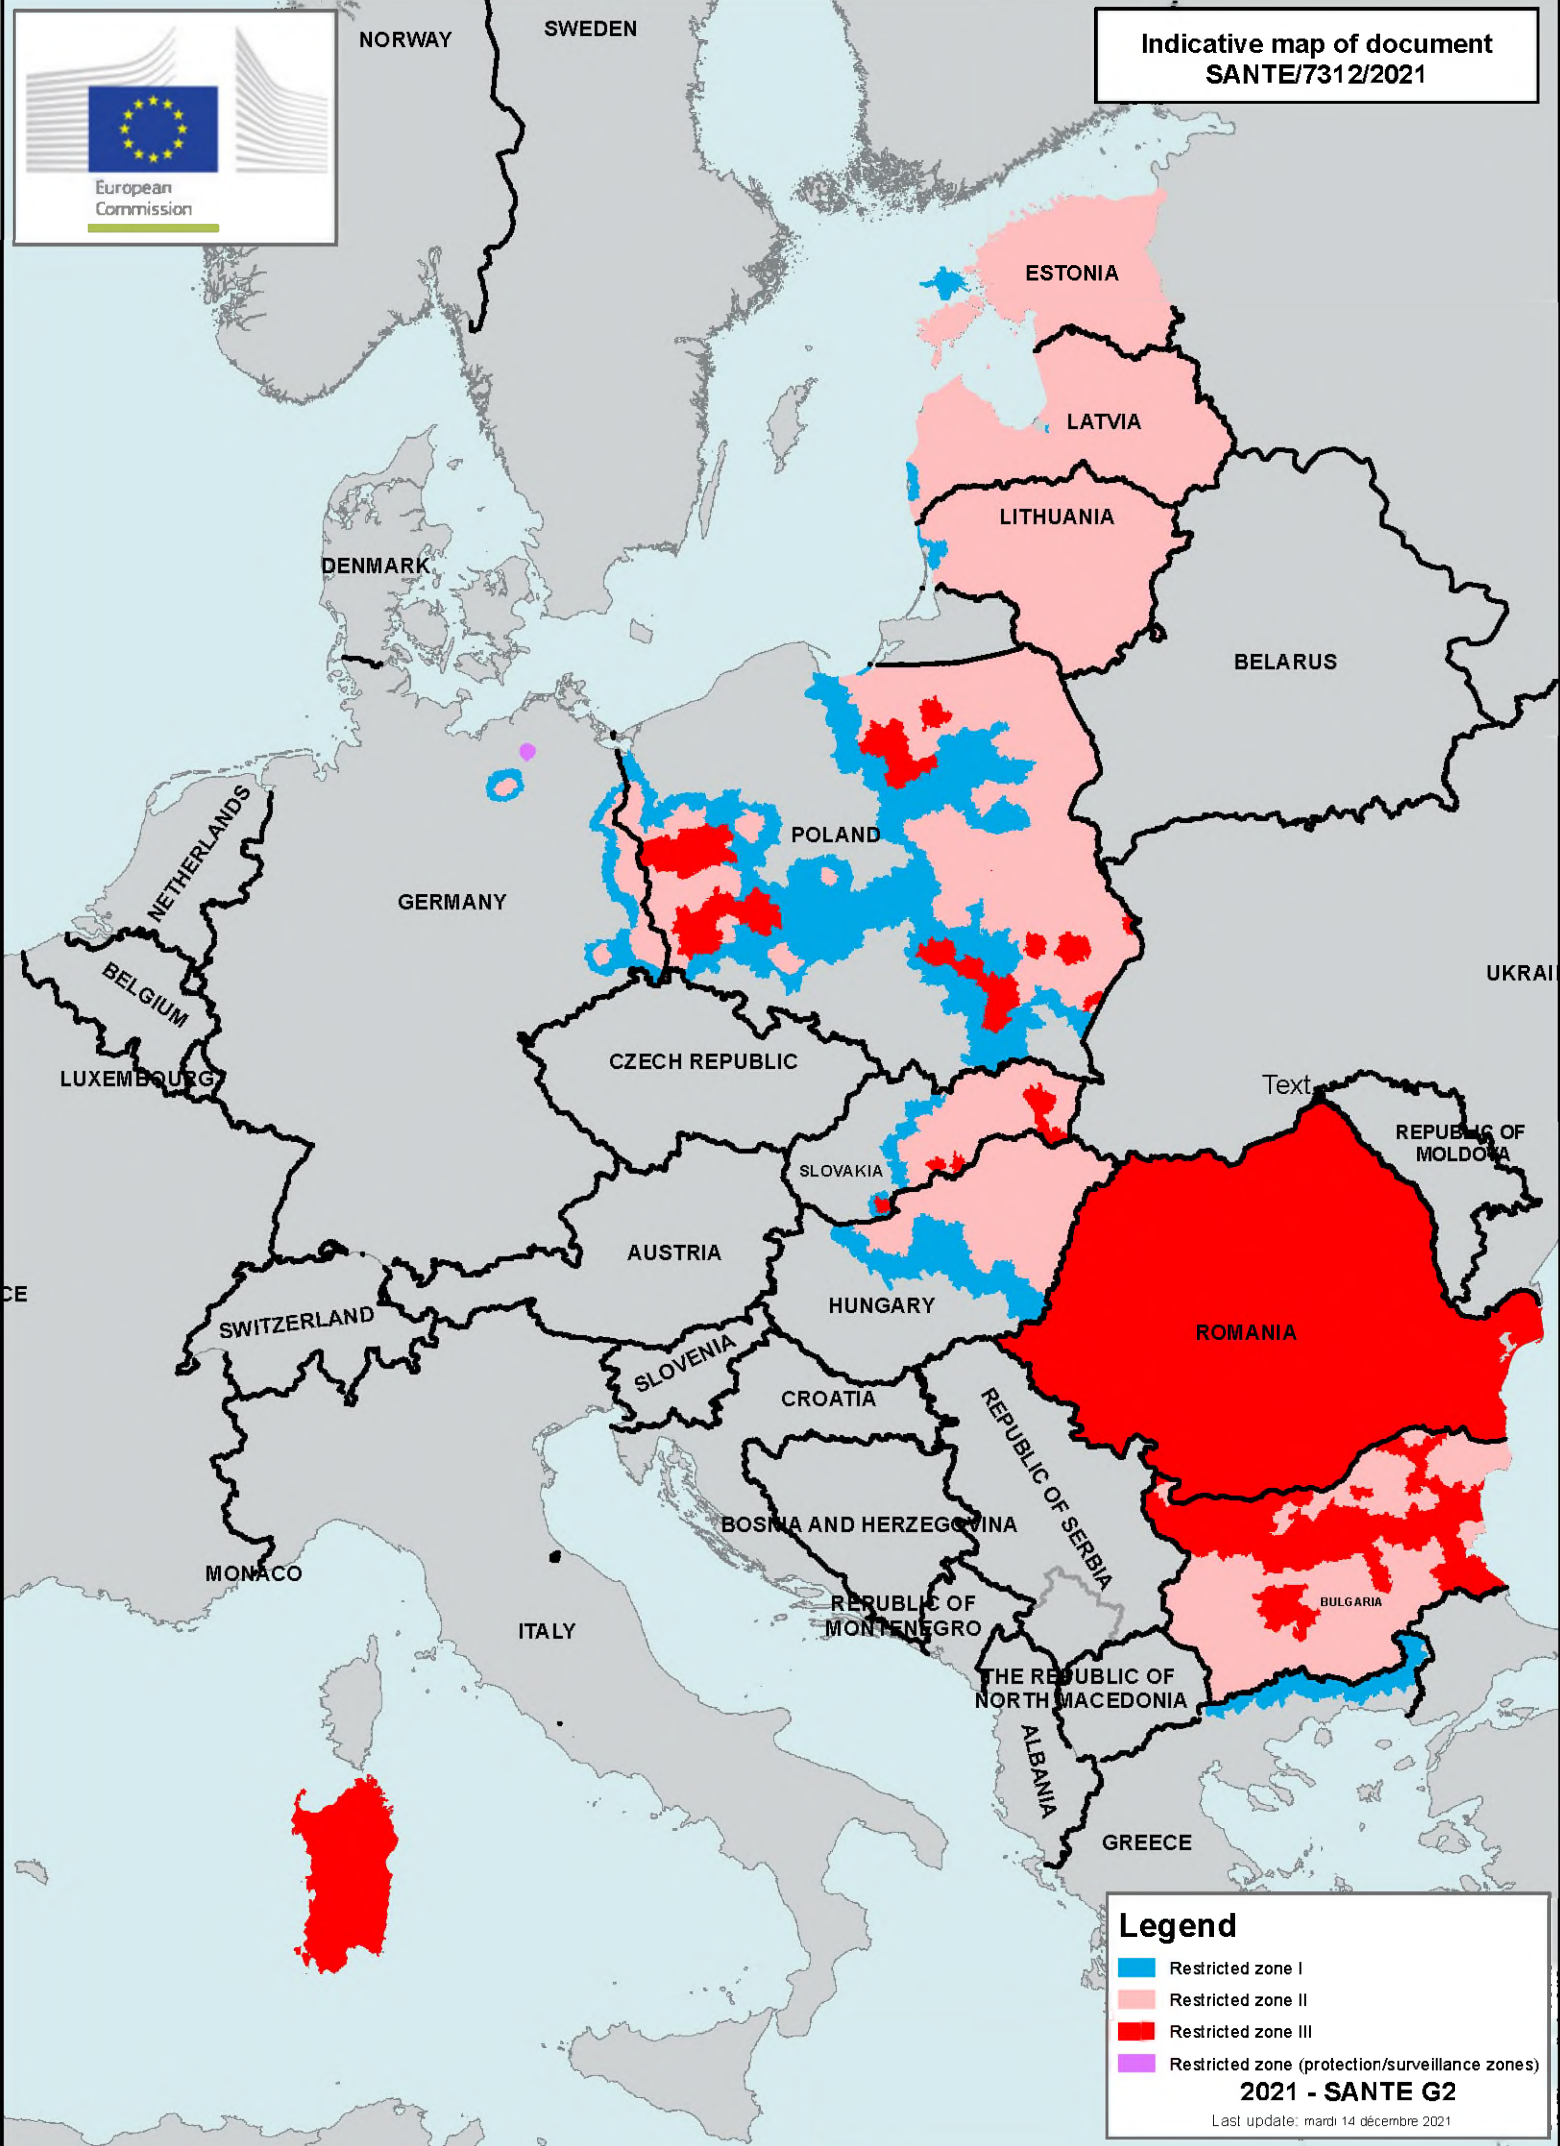 NORWAY
SWEDEN
Indicative map of document
SANTE/7312/2021
European
Commission
ESTONIA
LATVIA
LITHUANIA
DENMARK
BELARUS
NETHERLANDS
POLAND
GERMANY
BELGIUM
UKRAI
CZECH REPUBLIC
LUXEMBOURG
Text
REPUBLIC OF
MOLDOVA
SLOVAKIA
AUSTRIA
CE
HUNGARY
SWITZERLAND
ROMANIA
SLOVENIA
CROATIA
REPUBLIC OF SERBIA
BOSNIA AND HERZEGOVINA
MONACO
REPUBLIC OF
MONTENEGRO
BULGARIA
ITALY
THE REPUBLIC OF
NORTH MACEDONIA
ALBANIA
GREECE
Legend
Restricted zone I
Restricted zone II
Restricted zone III
Restricted zone (protection/surveillance zones)
2021 - SANTE G2
Last update: mardi 14 décembre 2021